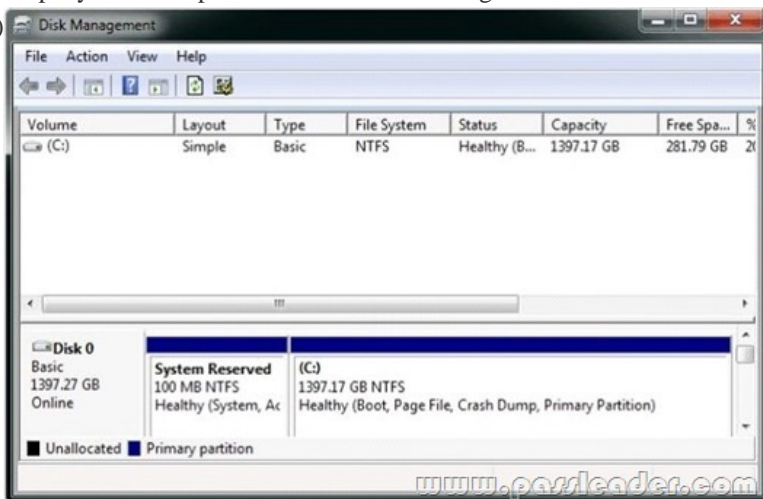 Disk Management
File Action View Help
Volume Layout Type File System Status Capacity Free Spa... %
(C:) Simple Basic NTFS Healthy (B... 1397.17 GB 281.79 GB 20
Disk 0
Basic
1397.27 GB
Online
System Reserved
100 MB NTFS
Healthy (System, Ac
(C:)
1397.17 GB NTFS
Healthy (Boot, Page File, Crash Dump, Primary Partition)
Unallocated Primary partition
www.passleader.com